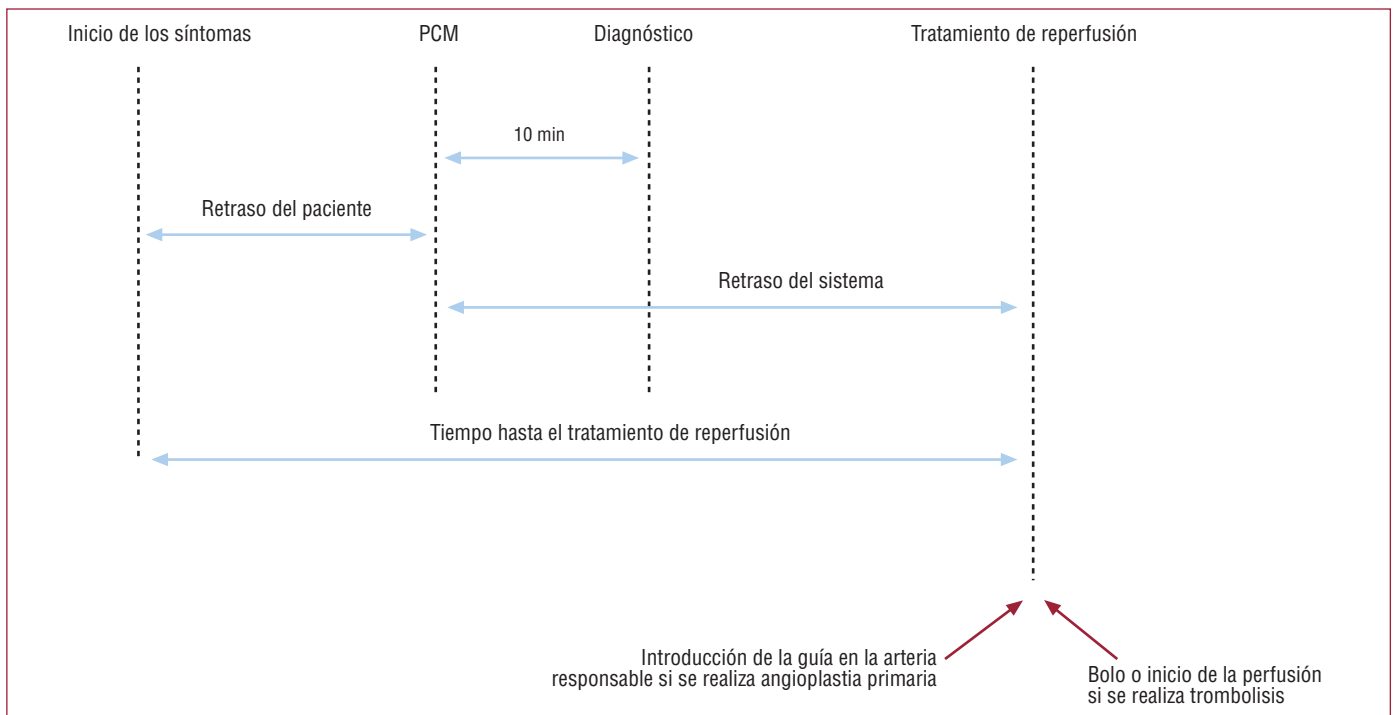 Inicio de los síntomas
PCM
Diagnóstico
Tratamiento de reperfusión
10 min
Retraso del paciente
Retraso del sistema
Tiempo hasta el tratamiento de reperfusión
Introducción de la guía en la arteria
responsable si se realiza angioplastia primaria
Bolo o inicio de la perfusión
si se realiza trombolisis